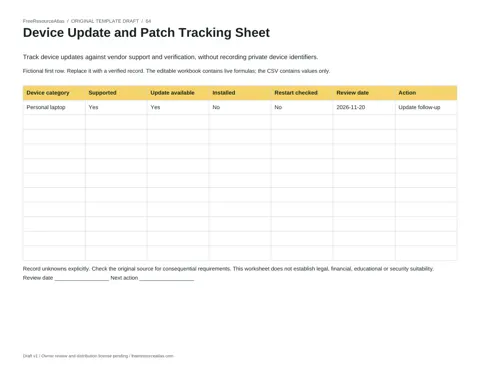 FreeResourceAtlas / ORIGINAL TEMPLATE DRAFT / 64
Device Update and Patch Tracking Sheet
Track device updates against vendor support and verification, without recording private device identifiers.
Fictional first row. Replace it with a verified record. The editable workbook contains live formulas; the CSV contains values only.
Device category Supported Update available Installed Restart checked Review date Action
Personal laptop Yes Yes No No 2026-11-20 Update follow-up
Record unknowns explicitly. Check the original source for consequential requirements. This worksheet does not establish legal, financial, educational or security suitability.
Review date ____________________ Next action ____________________
Draft v1 / Owner review and distribution license pending / freeresourceatlas.com